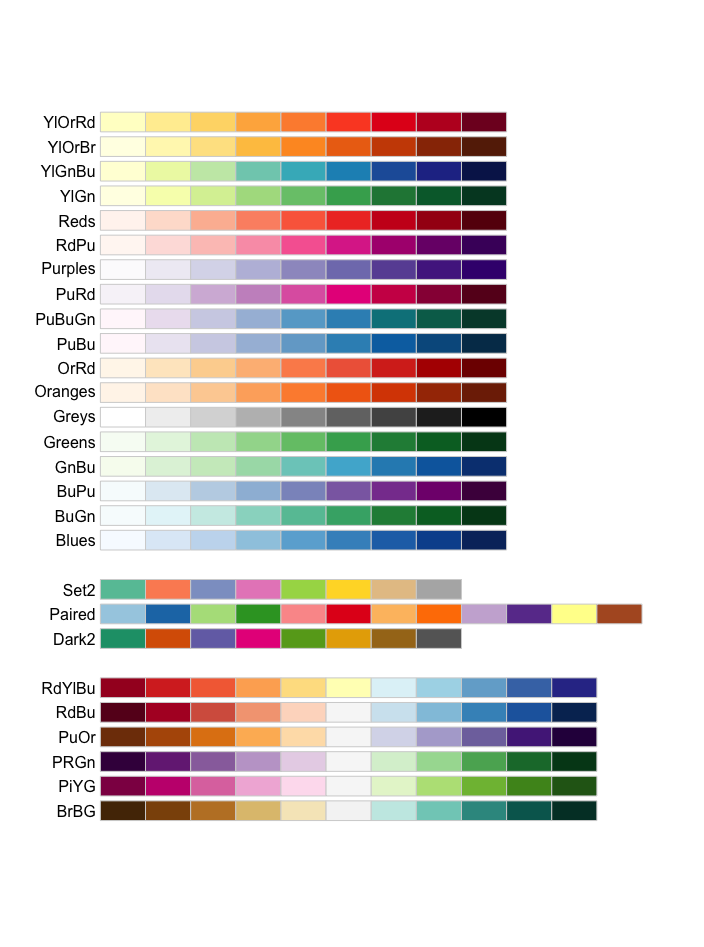 YlOrRd
YlOrBr
YlGnBu
YlGn
Reds
RdPu
Purples
PuRd
PuBuGn
PuBu
OrRd
Oranges
Greys
Greens
GnBu
BuPu
BuGn
Blues
Set2
Paired
Dark2
RdYlBu
RdBu
PuOr
PRGn
PiYG
BrBG